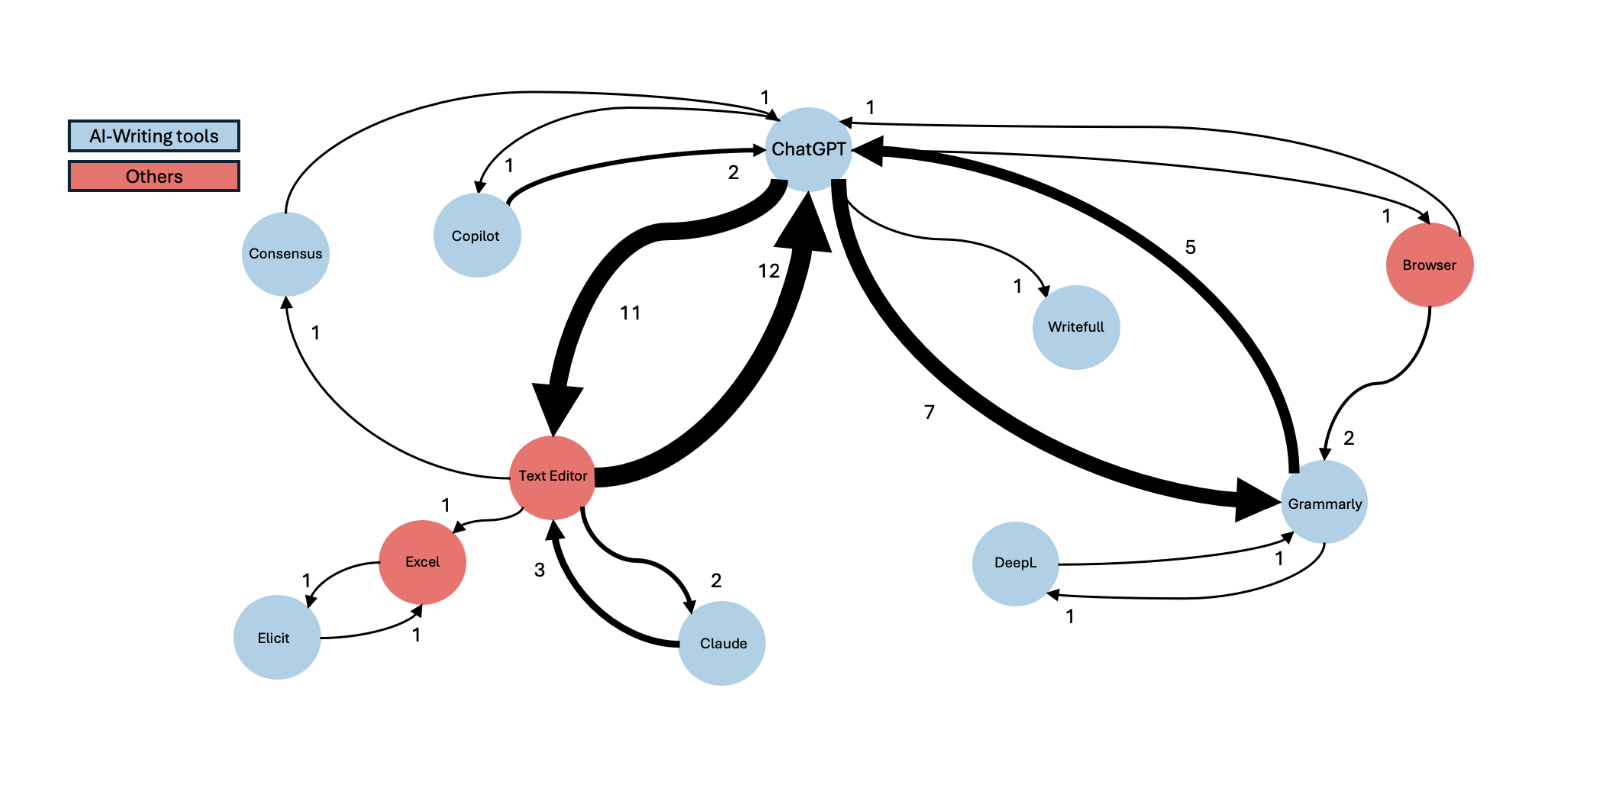 1
1
AI-Writing tools
ChatGPT
1
2
Others
1
5
Copilot
Consensus
Browser
12
1
11
1
Writefull
7
2
Text Editor
1
Grammarly
Excel
3
1
DeepL
1
2
1
1
Elicit
Claude
1